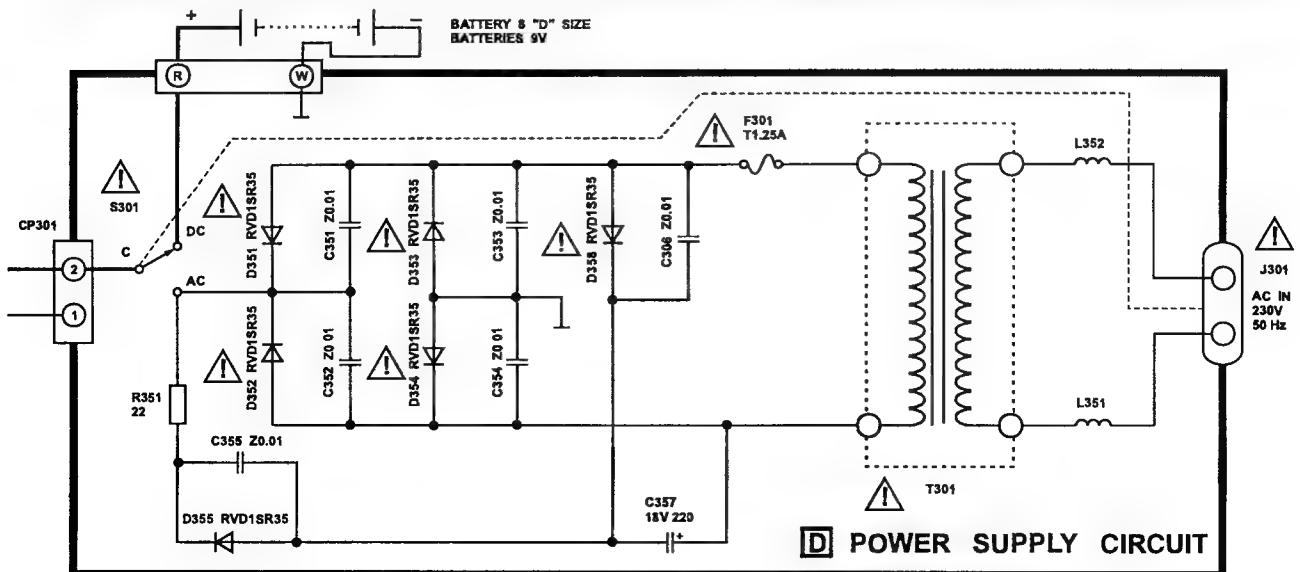 +
−
BATTERY 8 "D" SIZE
BATTERIES 9V
R
W
F301
T1.25A
L352
S301
CP301
C
DC
AC
2
1
D351 RVD1SR35
C351 Z0.01
D353 RVD1SR35
C353 Z0.01
D358 RVD1SR35
C306 Z0.01
J301
AC IN
230V
50 Hz
D352 RVD1SR35
C352 Z0 01
D354 RVD1SR35
C354 Z0 01
R351
22
L351
C355 Z0.01
T301
D355 RVD1SR35
C357
18V 220
+
D POWER SUPPLY CIRCUIT